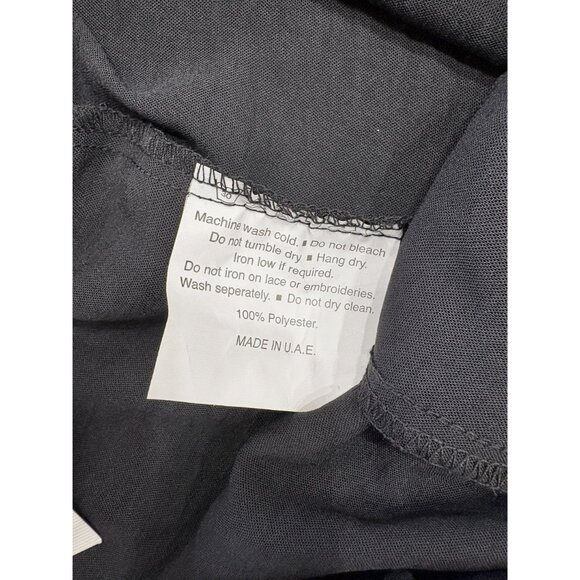 Machine wash cold. ■ Do not bleach
Do not tumble dry ■ Hang dry.
Iron low if required.
Do not iron on lace or embroideries.
Wash seperately. ■ Do not dry clean.
100% Polyester.
MADE IN U.A.E.